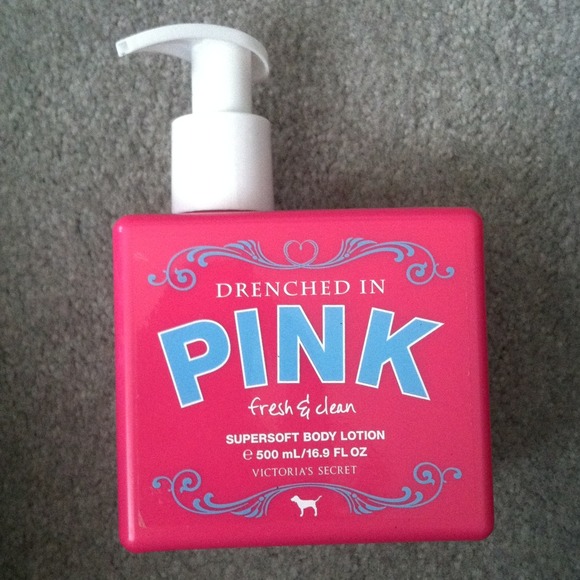 DRENCHED IN
PINK
fresh & clean
SUPERSOFT BODY LOTION
℮ 500 mL/16.9 FL OZ
VICTORIA'S SECRET